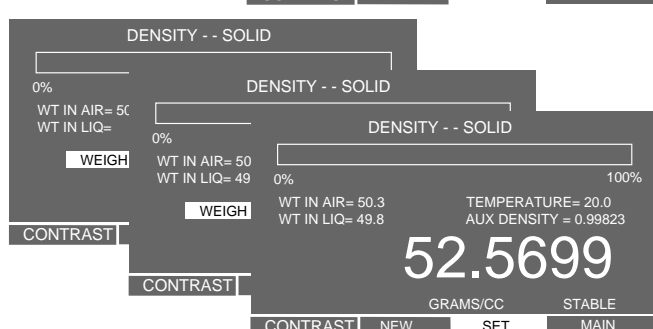 DENSITY - - SOLID
0%
WT IN AIR= 50
WT IN LIQ=
WEIGH
CONTRAST
DENSITY - - SOLID
0%
WT IN AIR= 50
WT IN LIQ= 49
WEIGH
CONTRAST
DENSITY - - SOLID
0% 100%
WT IN AIR= 50.3 TEMPERATURE= 20.0
WT IN LIQ= 49.8 AUX DENSITY = 0.99823
52.5699
GRAMS/CC STABLE
CONTRAST NEW SET MAIN